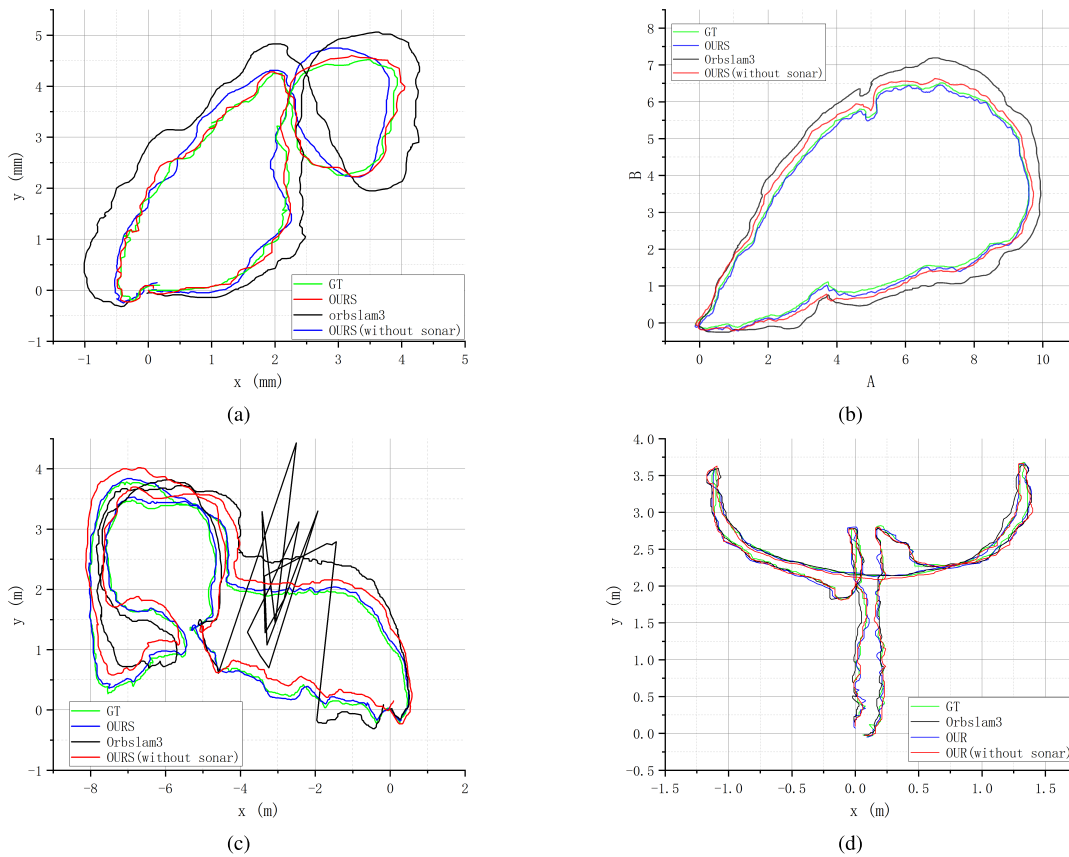 5
4
3
2
1
0
-1
y (mm)
-1 0 1 2 3 4 5
x (mm)
GT
OURS
orbslam3
OURS(without sonar)
(a)
8
7
6
5
4
3
2
1
0
B
0 2 4 6 8 10
A
GT
OURS
Orbslam3
OURS(without sonar)
(b)
4
3
2
1
0
-1
y (m)
-8 -6 -4 -2 0 2
x (m)
GT
OURS
Orbslam3
OURS(without sonar)
(c)
4.0
3.5
3.0
2.5
2.0
1.5
1.0
0.5
0.0
-0.5
y (m)
-1.5 -1.0 -0.5 0.0 0.5 1.0 1.5
x (m)
GT
Orbslam3
OUR
OUR(without sonar)
(d)